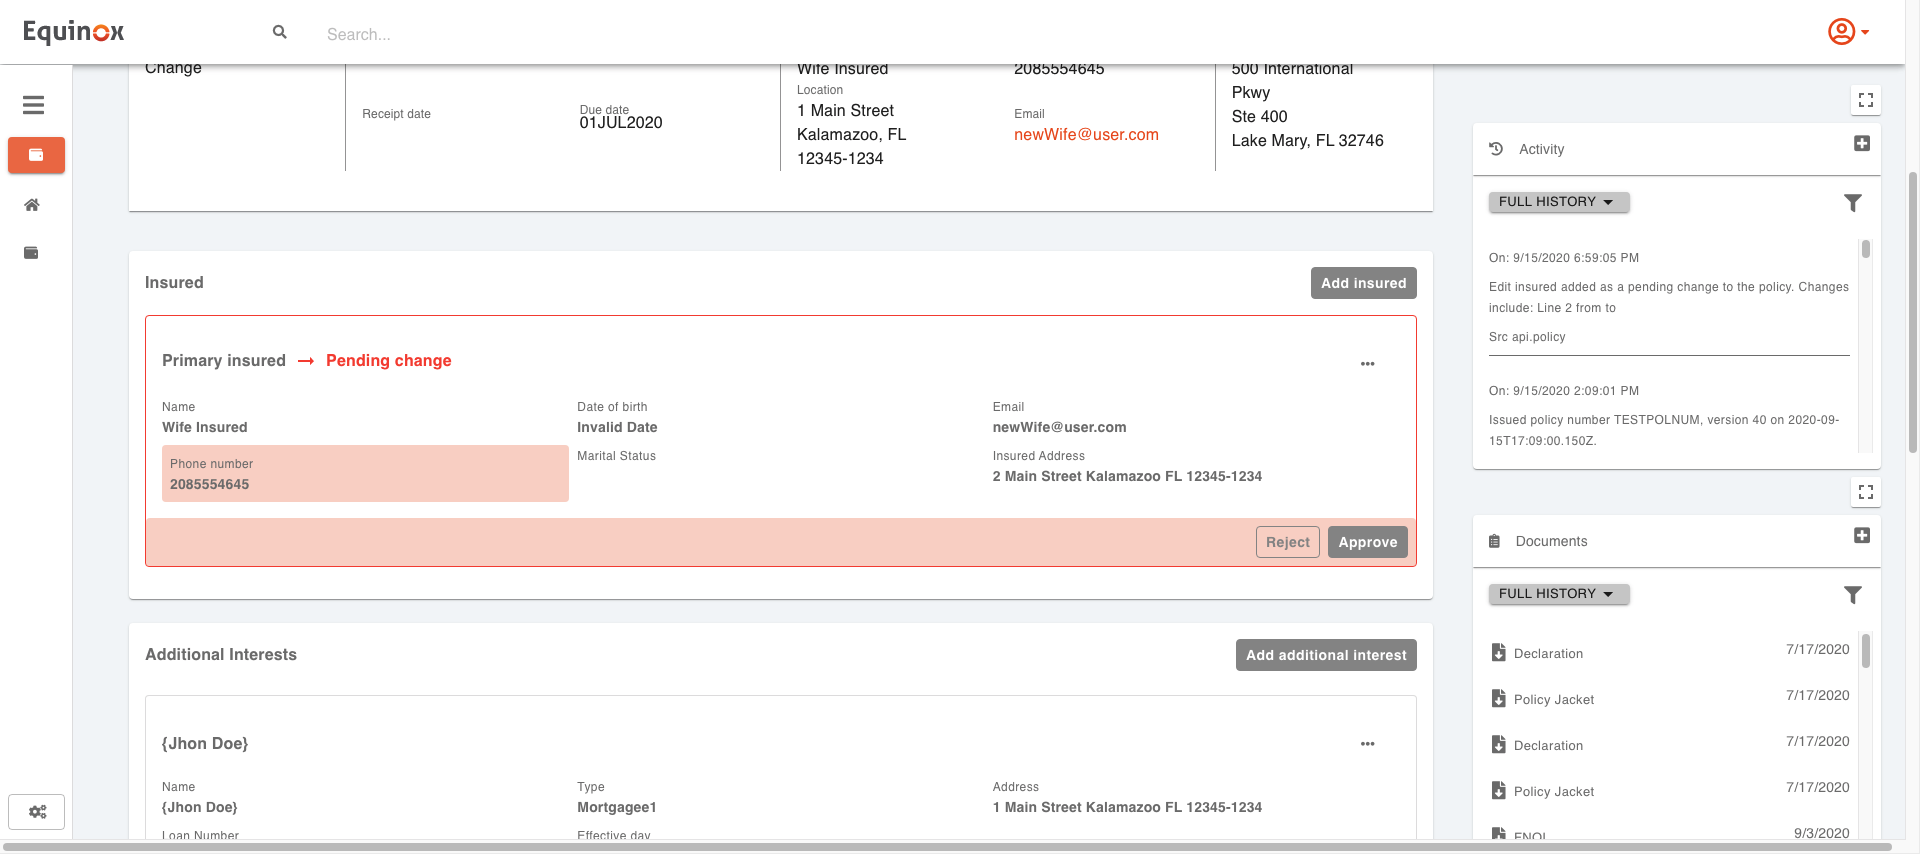 Equinox
Search...
Change
Receipt date
Due date
01JUL2020
Wife Insured
Location
1 Main Street
Kalamazoo, FL
12345-1234
2085554645
Email
newWife@user.com
500 International
Pkwy
Ste 400
Lake Mary, FL 32746
Insured
Add insured
Primary insured → Pending change
Name
Wife Insured
Date of birth
Invalid Date
Email
newWife@user.com
Phone number
2085554645
Marital Status
Insured Address
2 Main Street Kalamazoo FL 12345-1234
Reject
Approve
Additional Interests
Add additional interest
{Jhon Doe}
Name
{Jhon Doe}
Type
Mortgagee1
Address
1 Main Street Kalamazoo FL 12345-1234
Loan Number
Effective day
Activity
FULL HISTORY
On: 9/15/2020 6:59:05 PM
Edit insured added as a pending change to the policy. Changes
include: Line 2 from to
Src api.policy
On: 9/15/2020 2:09:01 PM
Issued policy number TESTPOLNUM, version 40 on 2020-09-
15T17:09:00.150Z.
Documents
FULL HISTORY
Declaration 7/17/2020
Policy Jacket 7/17/2020
Declaration 7/17/2020
Policy Jacket 7/17/2020
FNOL 9/3/2020